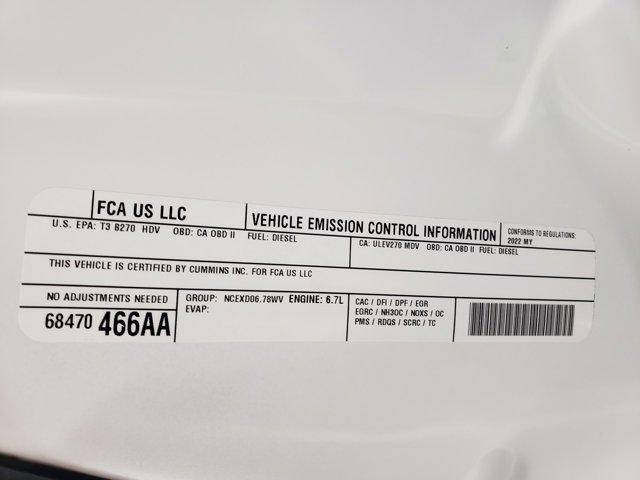 FCA US LLC
VEHICLE EMISSION CONTROL INFORMATION
CONFORMS TO REGULATIONS:
2022 MY
U.S. EPA: T3 B270 HDV OBD: CA OBD II FUEL: DIESEL
CA: ULEV270 MDV OBD: CA OBD II FUEL: DIESEL
THIS VEHICLE IS CERTIFIED BY CUMMINS INC. FOR FCA US LLC
NO ADJUSTMENTS NEEDED
68470 466AA
GROUP: NCEXD06.78WV ENGINE: 6.7L
EVAP:
CAC / DFI / DPF / EGR
EGRC / NH3OC / NOXS / OC
PMS / RDQS / SCRC / TC